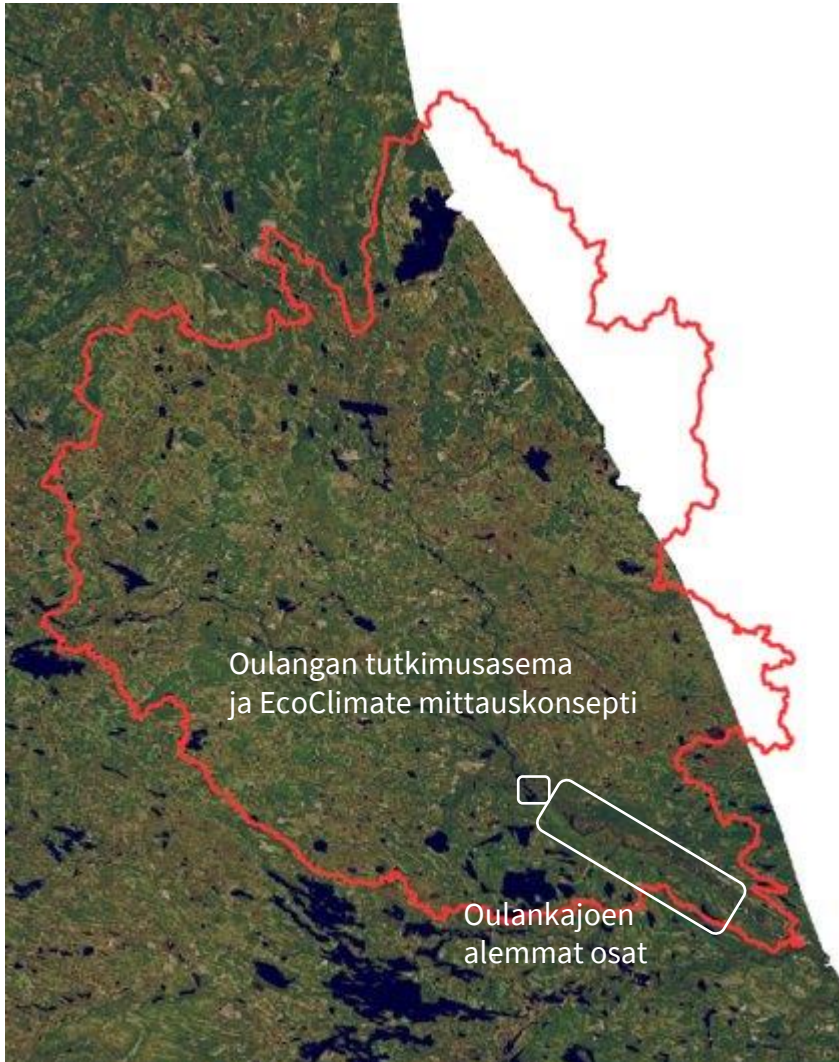 Oulangan tutkimusasema
ja EcoClimate mittauskonsepti
Oulankajoen
alemmat osat